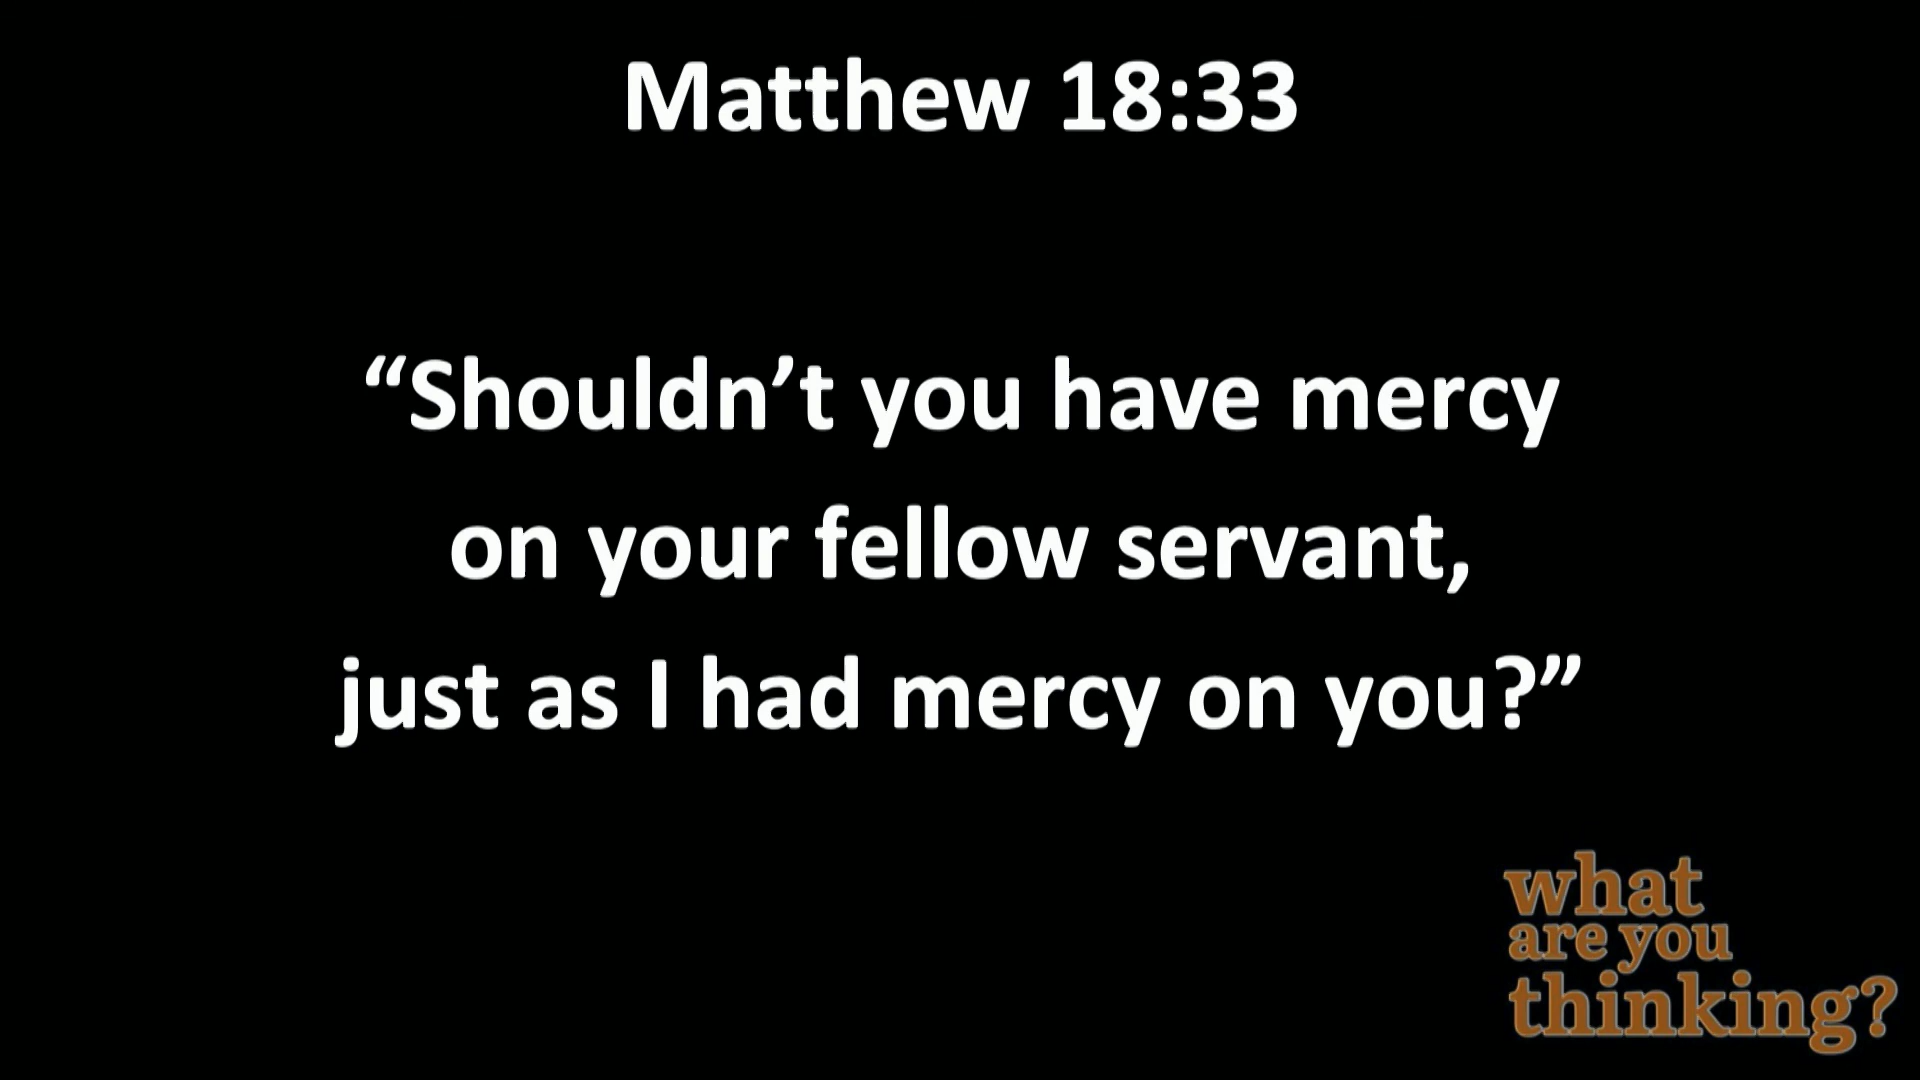 Matthew 18:33
“Shouldn’t you have mercy
on your fellow servant,
just as I had mercy on you?”
what
are you
thinking?